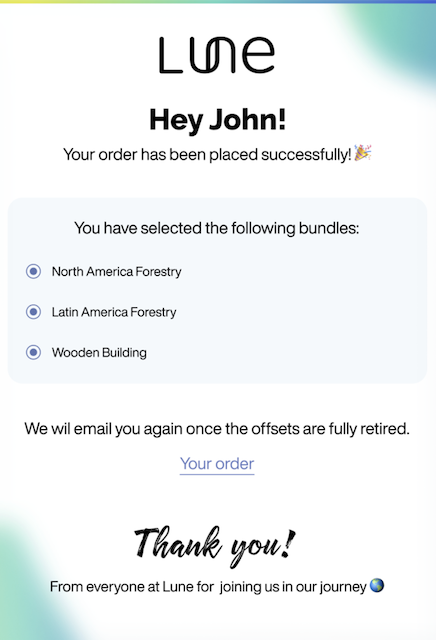 Lune
Hey John!
Your order has been placed successfully! 🎉
You have selected the following bundles:
North America Forestry
Latin America Forestry
Wooden Building
We wil email you again once the offsets are fully retired.
Your order
Thank you!
From everyone at Lune for joining us in our journey 🌎